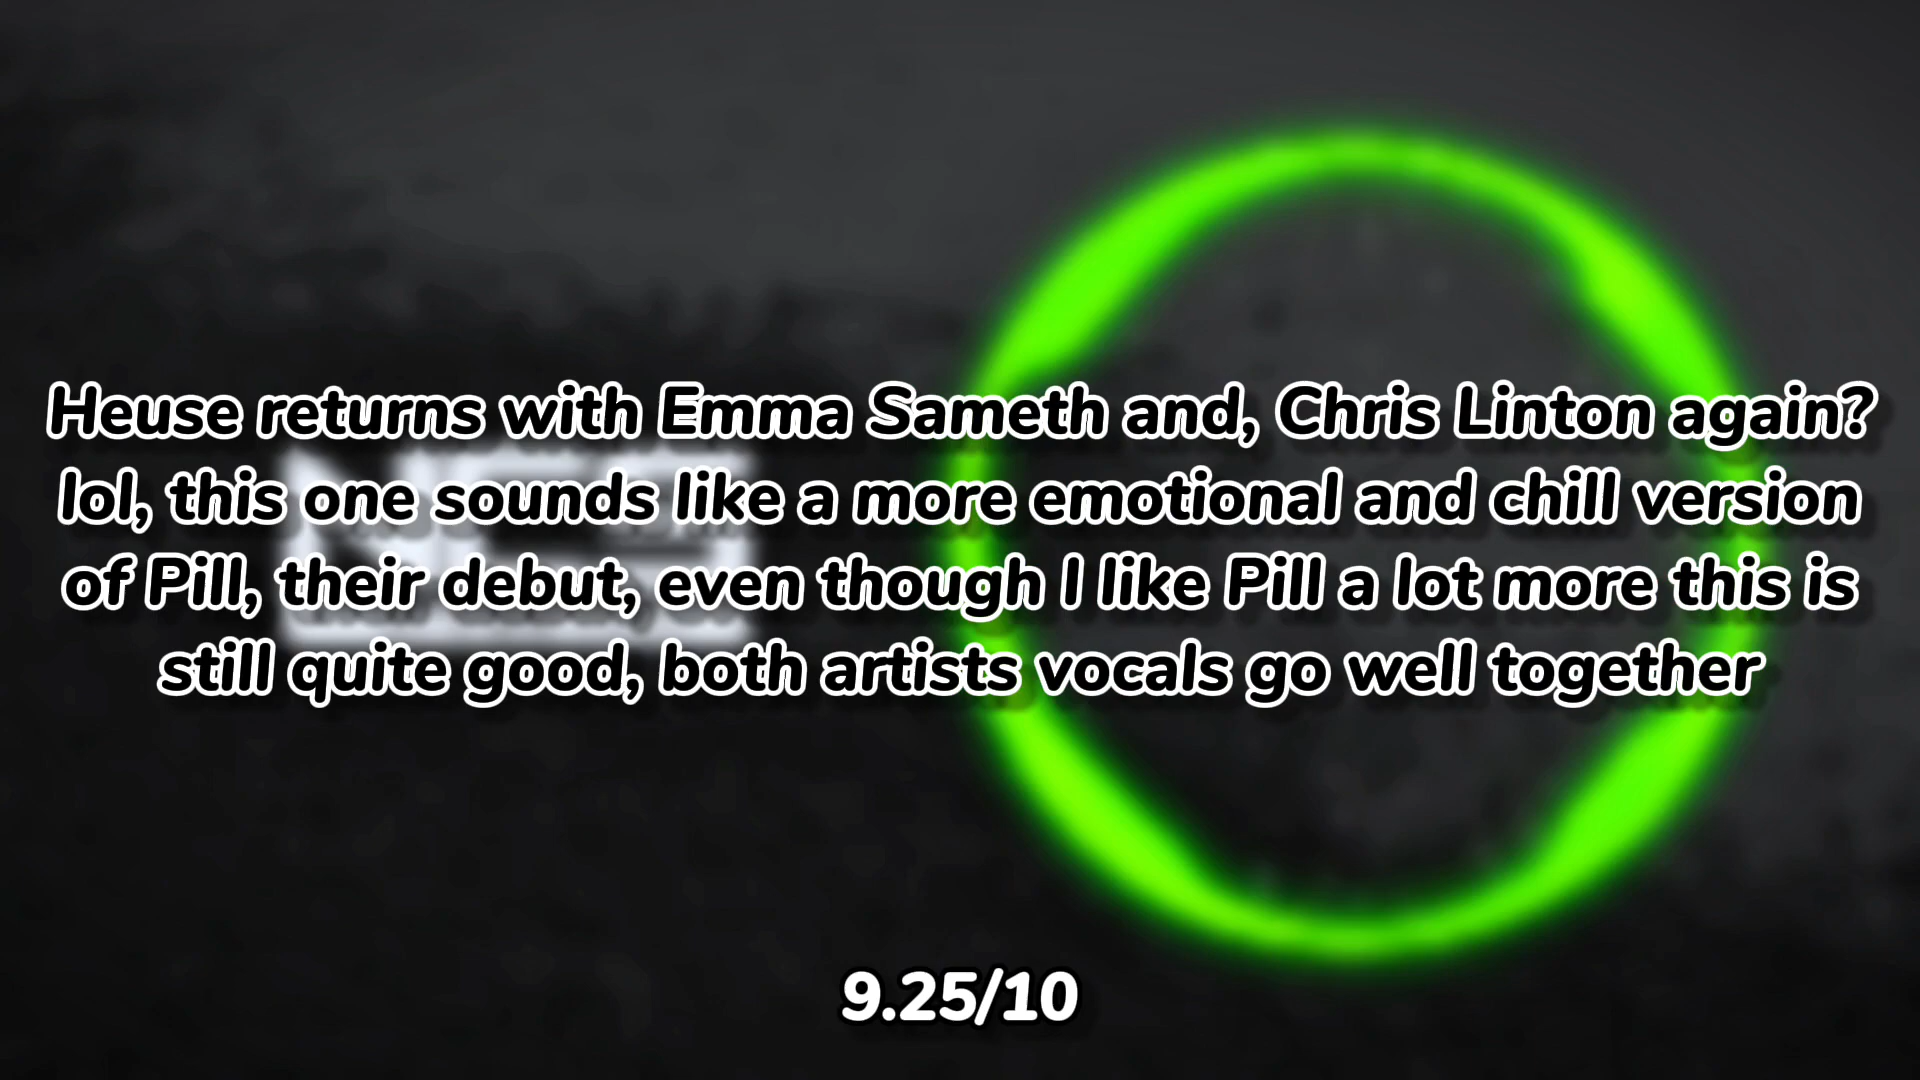 Heuse returns with Emma Sameth and, Chris Linton again?
lol, this one sounds like a more emotional and chill version
of Pill, their debut, even though I like Pill a lot more this is
still quite good, both artists vocals go well together
NCS
9.25/10